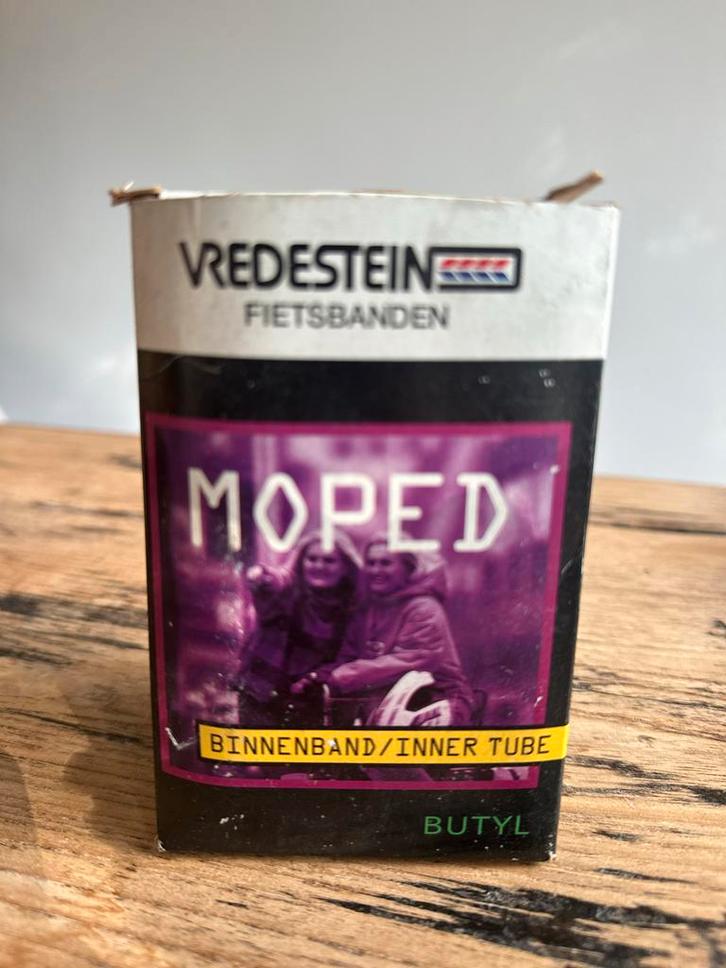 VREDESTEIN
FIETSBANDEN
MOPED
BINNENBAND/INNER TUBE
BUTYL